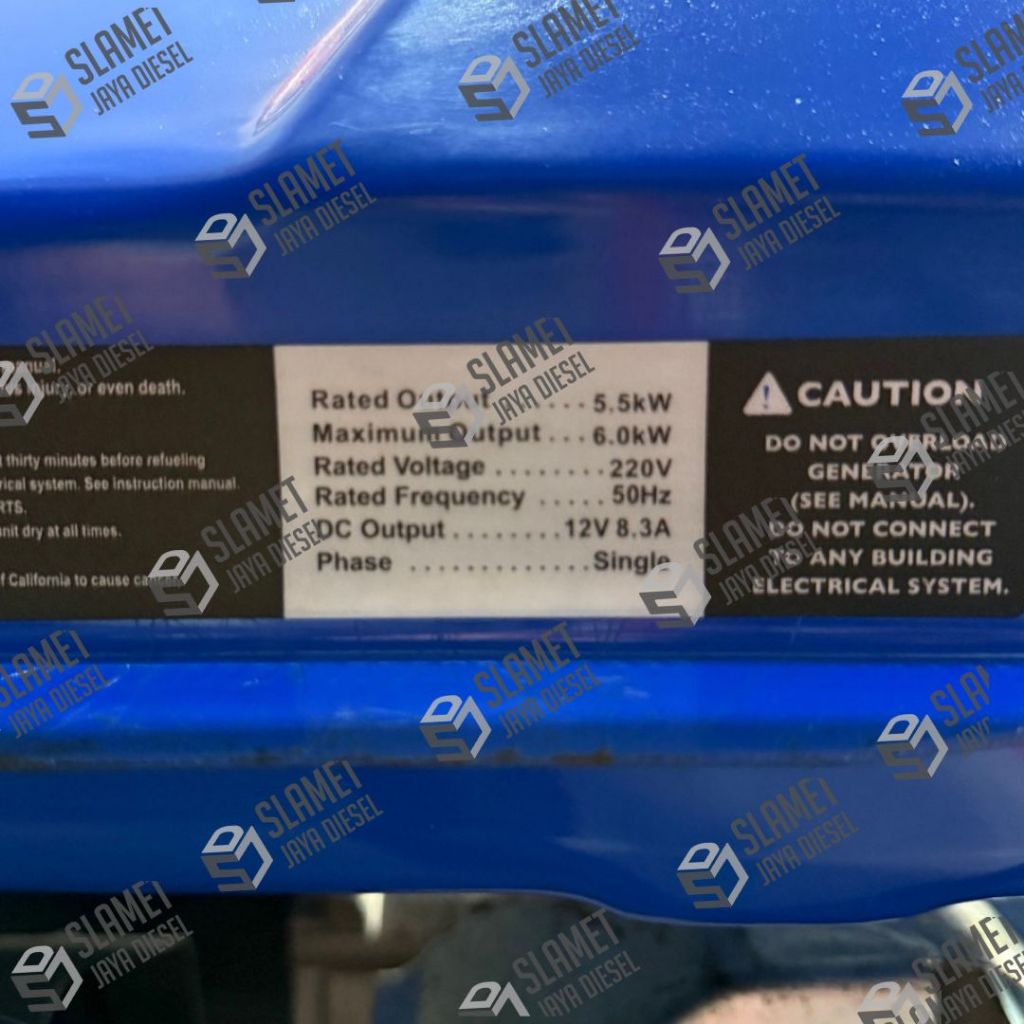 SLAMET
JAYA DIESEL
injury, or even death.
thirty minutes before refueling
rical system. See instruction manual.
RTS.
unit dry at all times.
of California to cause
Rated Output . . . . . . 5.5kW
Maximum Output . . . 6.0kW
Rated Voltage . . . . . . . . 220V
Rated Frequency . . . . . 50Hz
DC Output . . . . . . . . 12V 8.3A
Phase . . . . . . . . . . . . . Single
CAUTION
DO NOT OVERLOAD
GENERATOR
(SEE MANUAL).
DO NOT CONNECT
TO ANY BUILDING
ELECTRICAL SYSTEM.